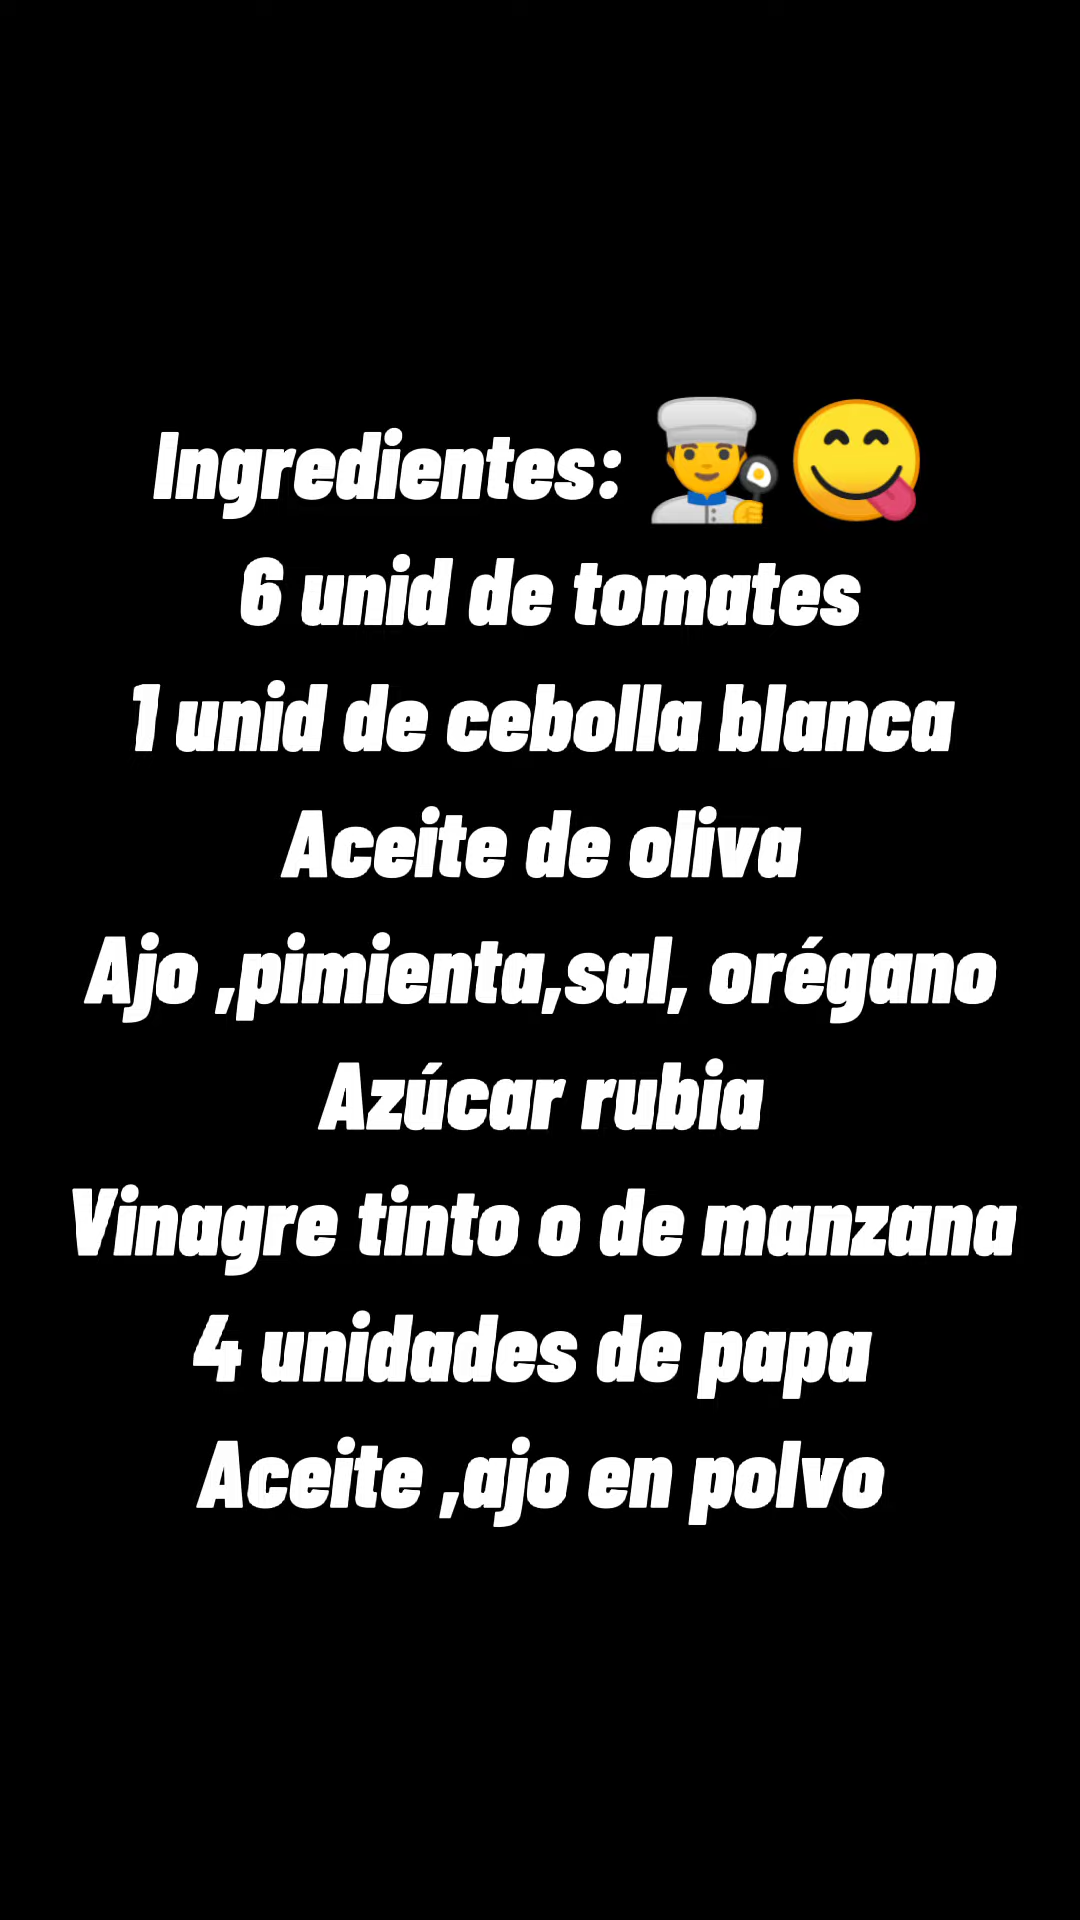 Ingredientes: 👨‍🍳😋
6 unid de tomates
1 unid de cebolla blanca
Aceite de oliva
Ajo ,pimienta,sal, orégano
Azúcar rubia
Vinagre tinto o de manzana
4 unidades de papa
Aceite ,ajo en polvo